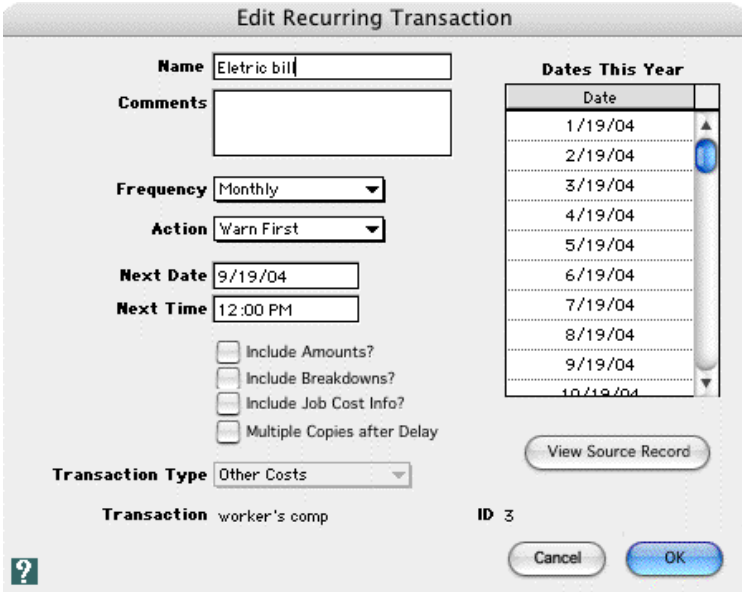 Edit Recurring Transaction
Name Eletric bill
Comments
Frequency Monthly
Action Warn First
Next Date 9/19/04
Next Time 12:00 PM
Include Amounts?
Include Breakdowns?
Include Job Cost Info?
Multiple Copies after Delay
Transaction Type Other Costs
Transaction worker's comp
Dates This Year
Date
1/19/04
2/19/04
3/19/04
4/19/04
5/19/04
6/19/04
7/19/04
8/19/04
9/19/04
10/19/04
View Source Record
ID 3
Cancel OK
?